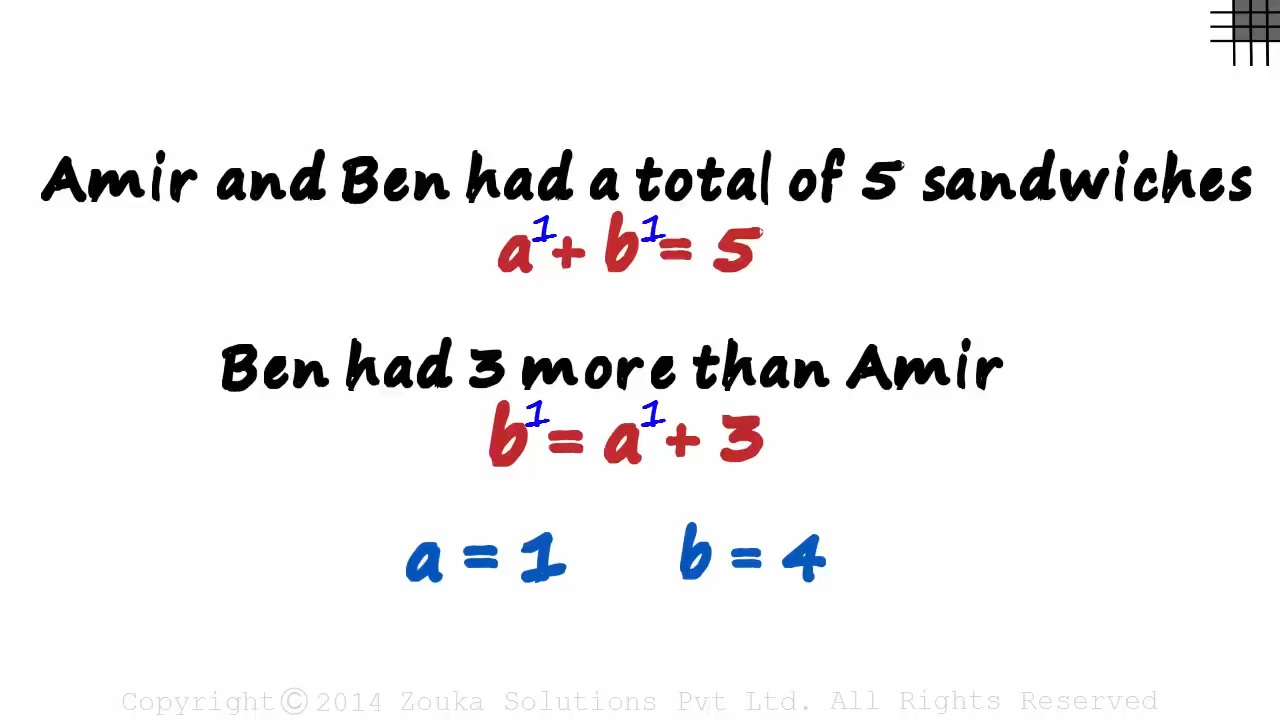 Amir and Ben had a total of 5 sandwiches
a¹ + b¹ = 5
Ben had 3 more than Amir
b¹ = a¹ + 3
a = 1 b = 4
Copyright© 2014 Zouka Solutions Pvt Ltd. All Rights Reserved